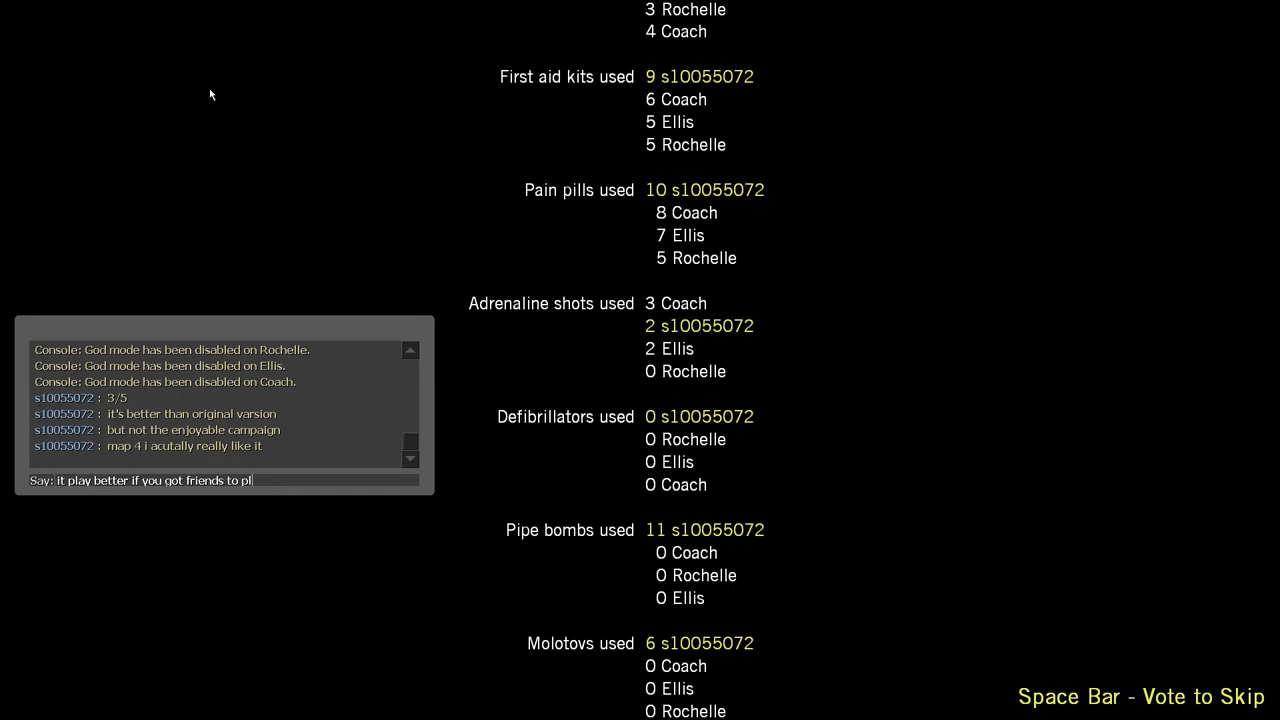 3 Rochelle
4 Coach
First aid kits used 9 s10055072
6 Coach
5 Ellis
5 Rochelle
Pain pills used 10 s10055072
8 Coach
7 Ellis
5 Rochelle
Adrenaline shots used 3 Coach
2 s10055072
2 Ellis
0 Rochelle
Defibrillators used 0 s10055072
0 Rochelle
0 Ellis
0 Coach
Pipe bombs used 11 s10055072
0 Coach
0 Rochelle
0 Ellis
Molotovs used 6 s10055072
0 Coach
0 Ellis
0 Rochelle
Console: God mode has been disabled on Rochelle.
Console: God mode has been disabled on Ellis.
Console: God mode has been disabled on Coach.
s10055072 : 3/5
s10055072 : it's better than original varsion
s10055072 : but not the enjoyable campaign
s10055072 : map 4 i acutally really like it
Say: it play better if you got friends to pl
Space Bar - Vote to Skip